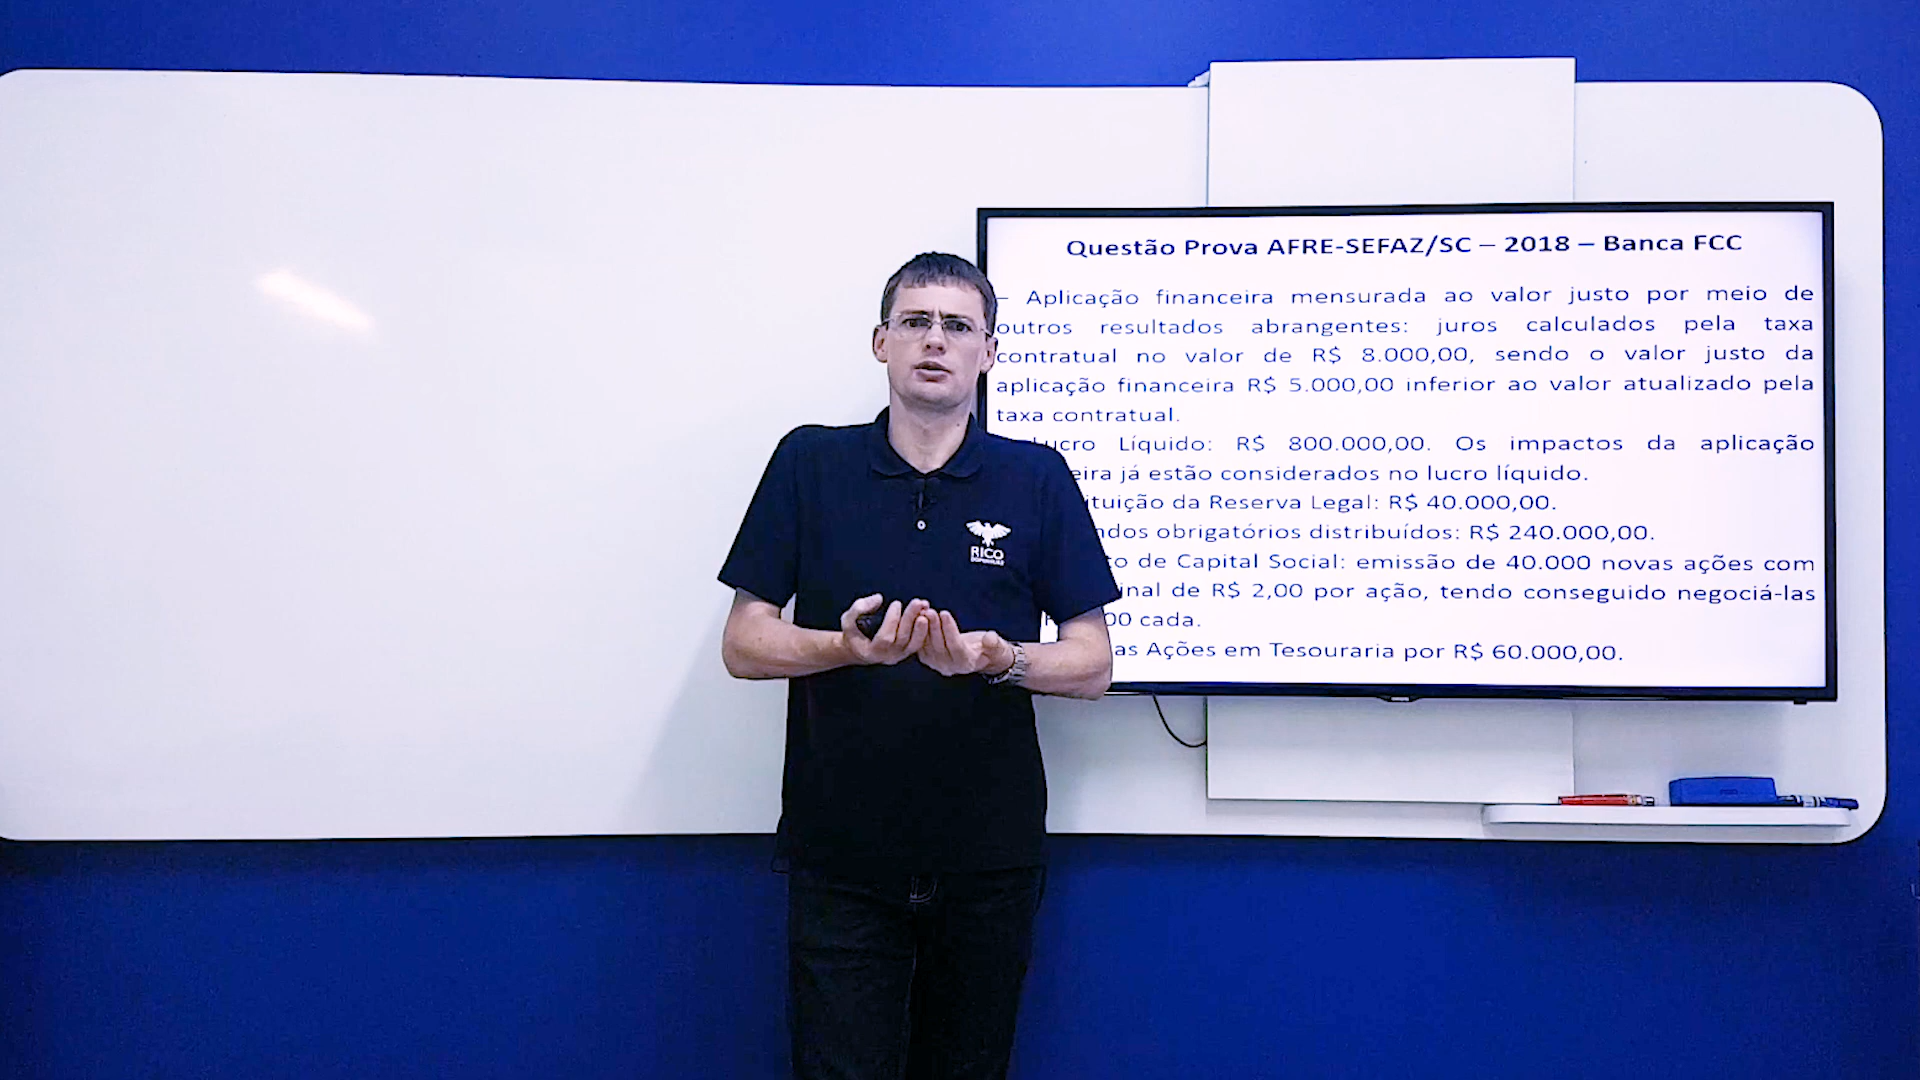 Questão Prova AFRE-SEFAZ/SC – 2018 – Banca FCC
– Aplicação financeira mensurada ao valor justo por meio de
outros resultados abrangentes: juros calculados pela taxa
contratual no valor de R$ 8.000,00, sendo o valor justo da
aplicação financeira R$ 5.000,00 inferior ao valor atualizado pela
taxa contratual.
ucro Líquido: R$ 800.000,00. Os impactos da aplicação
eira já estão considerados no lucro líquido.
ituição da Reserva Legal: R$ 40.000,00.
ndos obrigatórios distribuídos: R$ 240.000,00.
to de Capital Social: emissão de 40.000 novas ações com
inal de R$ 2,00 por ação, tendo conseguido negociá-las
00 cada.
as Ações em Tesouraria por R$ 60.000,00.
RICO